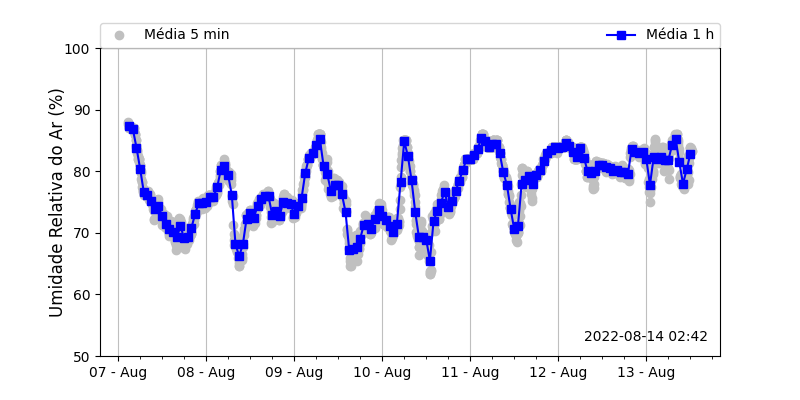 Média 5 min
Média 1 h
100
90
80
70
60
50
Umidade Relativa do Ar (%)
2022-08-14 02:42
07 - Aug
08 - Aug
09 - Aug
10 - Aug
11 - Aug
12 - Aug
13 - Aug